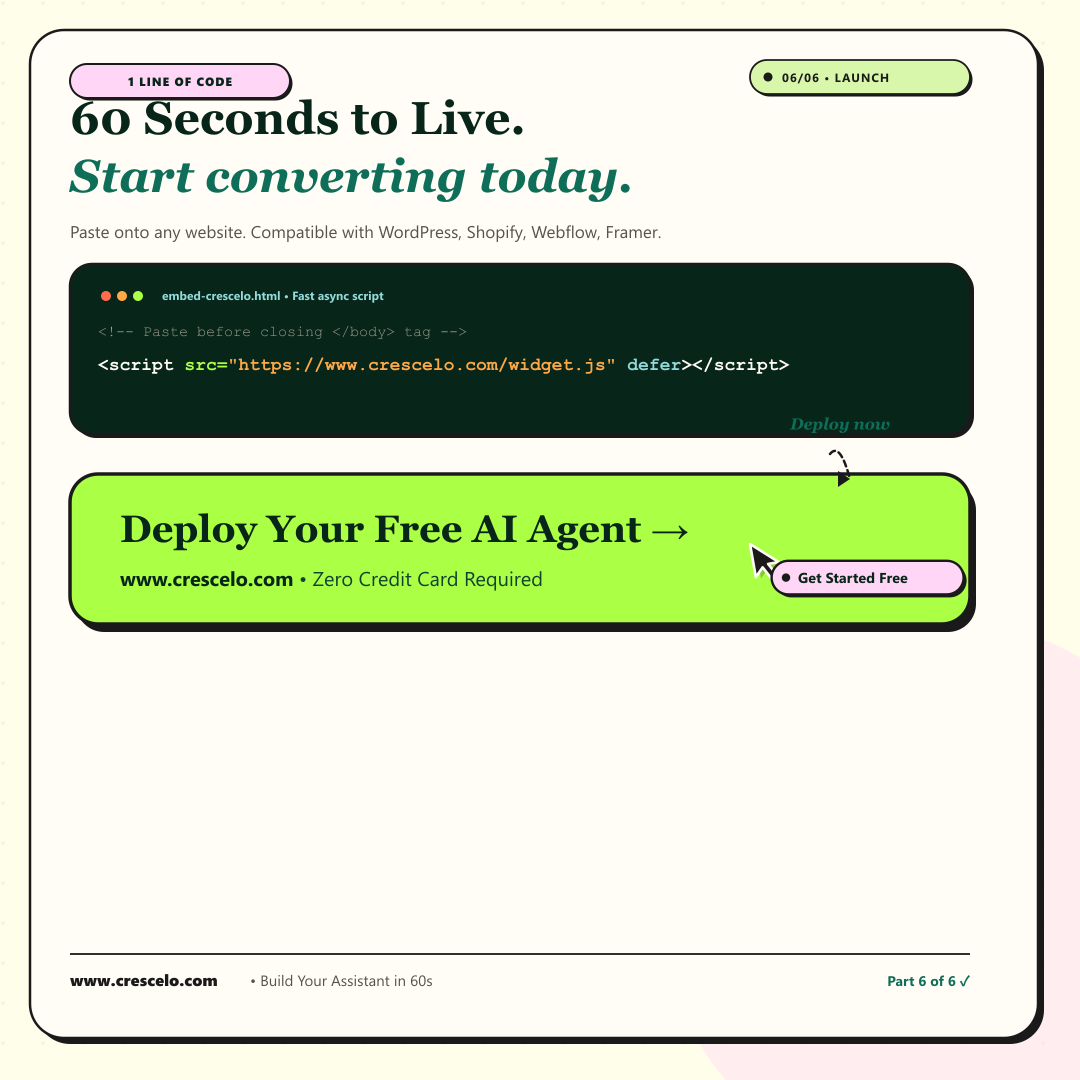 1 LINE OF CODE
06/06 • LAUNCH
60 Seconds to Live.
Start converting today.
Paste onto any website. Compatible with WordPress, Shopify, Webflow, Framer.
embed-crescelo.html • Fast async script
<!-- Paste before closing </body> tag -->
<script src="https://www.crescelo.com/widget.js" defer></script>
Deploy now
Deploy Your Free AI Agent →
www.crescelo.com • Zero Credit Card Required
Get Started Free
www.crescelo.com • Build Your Assistant in 60s
Part 6 of 6 ✓